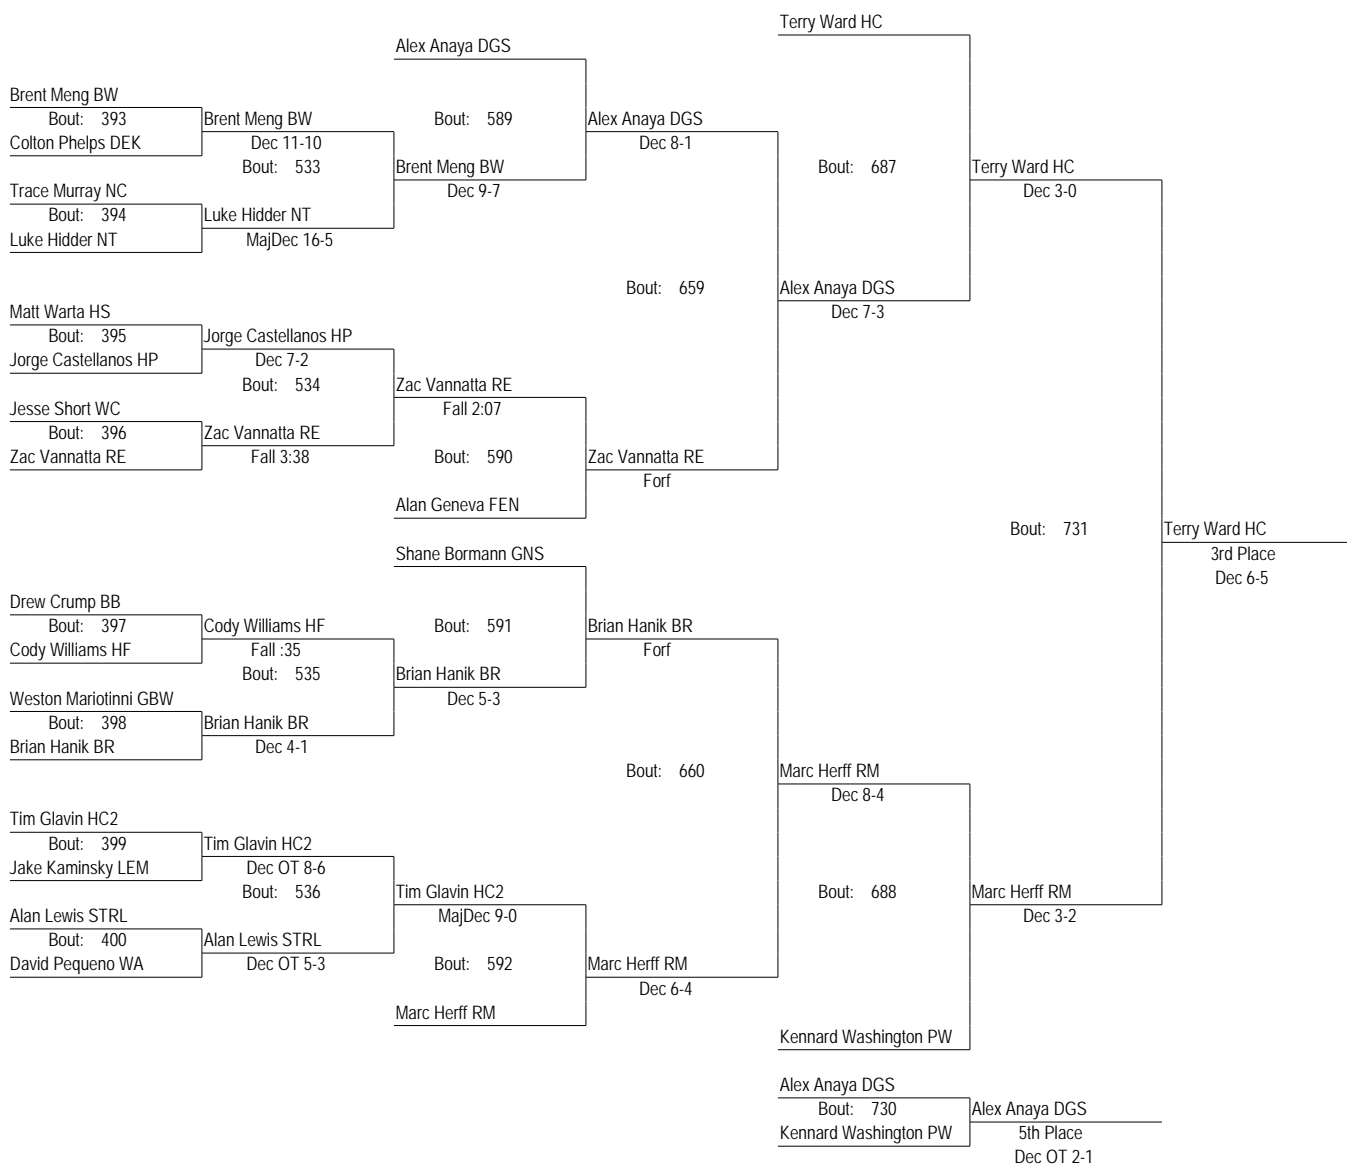 Terry Ward HC
Alex Anaya DGS
Brent Meng BW
Bout: 393
Brent Meng BW
Bout: 589
Alex Anaya DGS
Colton Phelps DEK
Dec 11-10
Dec 8-1
Bout: 533
Brent Meng BW
Bout: 687
Terry Ward HC
Trace Murray NC
Dec 9-7
Dec 3-0
Bout: 394
Luke Hidder NT
Luke Hidder NT
MajDec 16-5
Bout: 659
Alex Anaya DGS
Matt Warta HS
Dec 7-3
Bout: 395
Jorge Castellanos HP
Jorge Castellanos HP
Dec 7-2
Bout: 534
Zac Vannatta RE
Jesse Short WC
Fall 2:07
Bout: 396
Zac Vannatta RE
Zac Vannatta RE
Fall 3:38
Bout: 590
Zac Vannatta RE
Forf
Alan Geneva FEN
Bout: 731
Terry Ward HC
Shane Bormann GNS
3rd Place
Dec 6-5
Drew Crump BB
Bout: 397
Cody Williams HF
Bout: 591
Brian Hanik BR
Cody Williams HF
Fall :35
Forf
Bout: 535
Brian Hanik BR
Weston Mariotinni GBW
Dec 5-3
Bout: 398
Brian Hanik BR
Brian Hanik BR
Dec 4-1
Bout: 660
Marc Herff RM
Dec 8-4
Tim Glavin HC2
Bout: 399
Tim Glavin HC2
Jake Kaminsky LEM
Dec OT 8-6
Bout: 536
Tim Glavin HC2
Bout: 688
Marc Herff RM
Alan Lewis STRL
MajDec 9-0
Dec 3-2
Bout: 400
Alan Lewis STRL
David Pequeno WA
Dec OT 5-3
Bout: 592
Marc Herff RM
Dec 6-4
Marc Herff RM
Kennard Washington PW
Alex Anaya DGS
Bout: 730
Alex Anaya DGS
Kennard Washington PW
5th Place
Dec OT 2-1